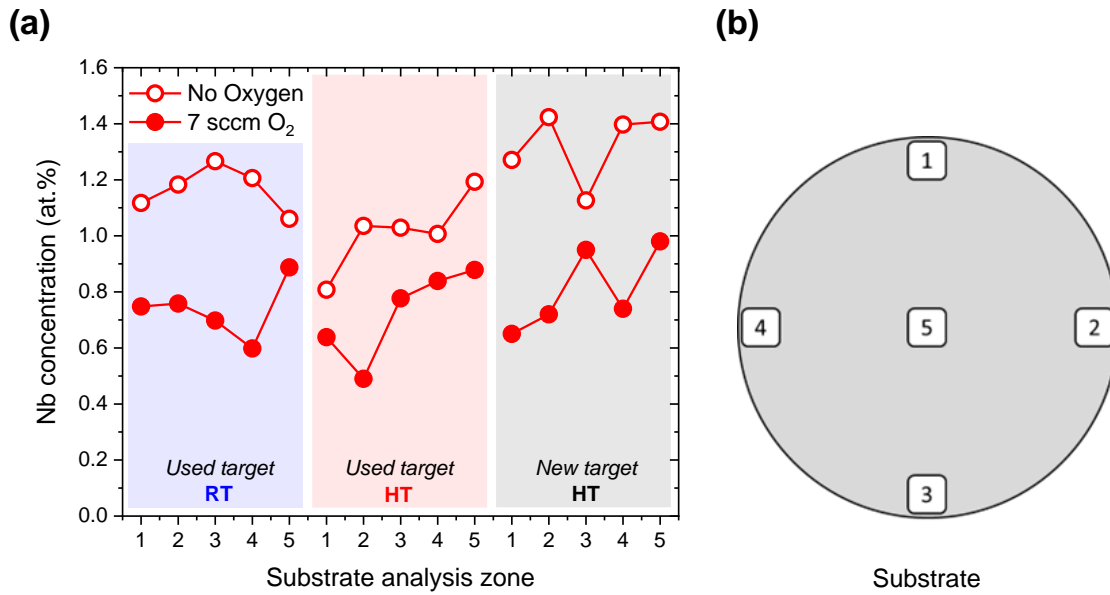 (a)
(b)
1.6
1.4
1.2
1.0
0.8
0.6
0.4
0.2
0.0
Nb concentration (at.%)
No Oxygen
7 sccm O₂
Used target
RT
Used target
HT
New target
HT
1 2 3 4 5 1 2 3 4 5 1 2 3 4 5
Substrate analysis zone
1
4 5 2
3
Substrate